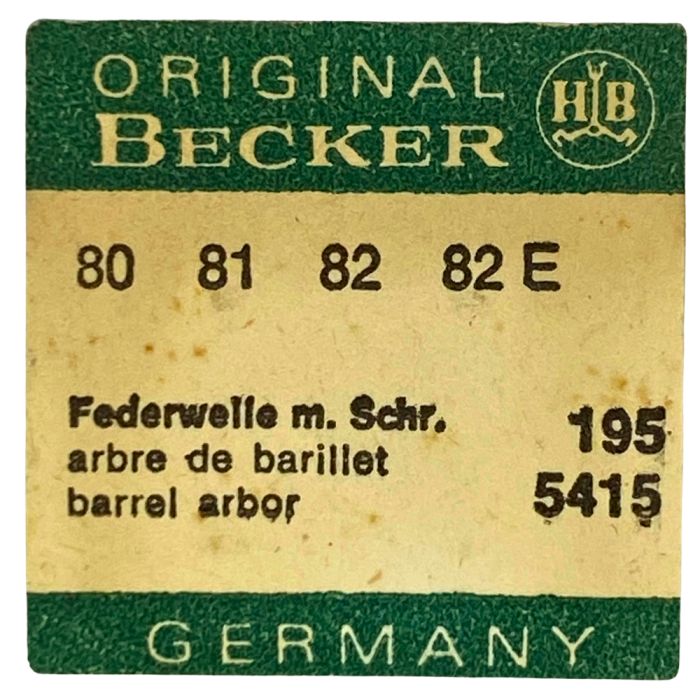 ORIGINAL
BECKER
HB
80 81 82 82 E
Federwelle m. Schr. 195
arbre de barillet
barrel arbor 5415
GERMANY